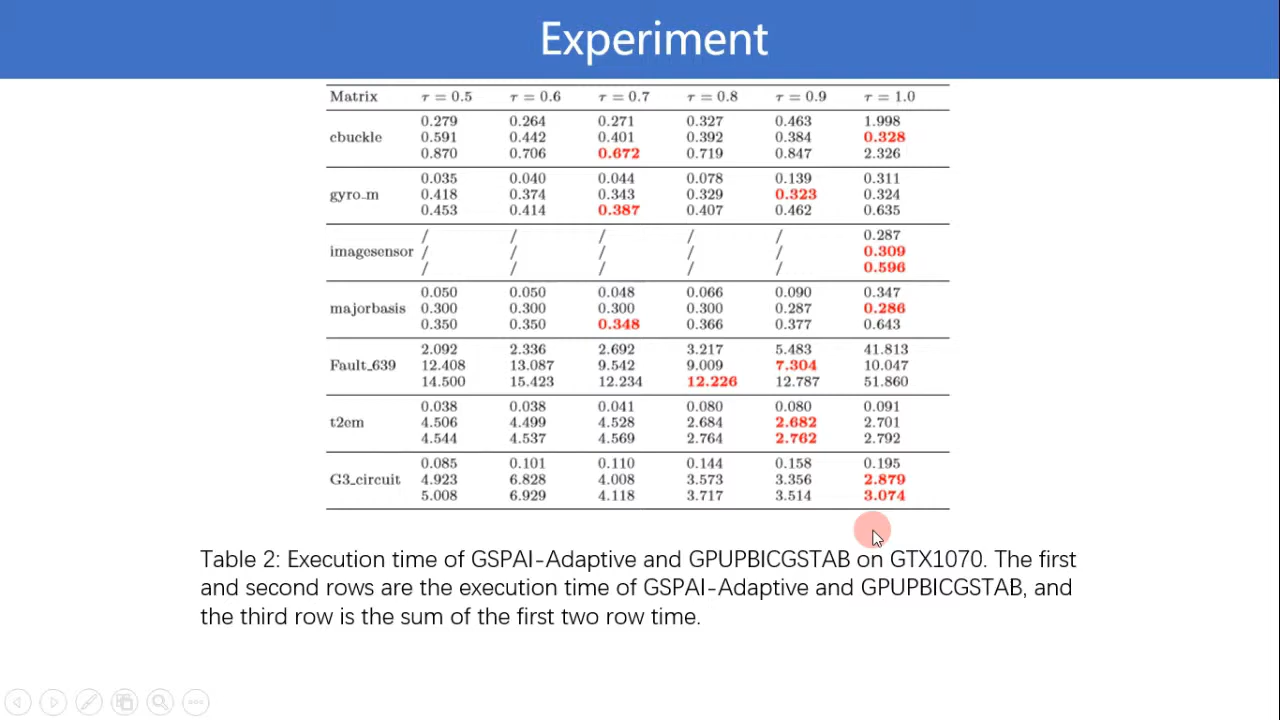 Experiment
Matrix τ = 0.5 τ = 0.6 τ = 0.7 τ = 0.8 τ = 0.9 τ = 1.0
0.279 0.264 0.271 0.327 0.463 1.998
cbuckle 0.591 0.442 0.401 0.392 0.384 0.328
0.870 0.706 0.672 0.719 0.847 2.326
0.035 0.040 0.044 0.078 0.139 0.311
gyro_m 0.418 0.374 0.343 0.329 0.323 0.324
0.453 0.414 0.387 0.407 0.462 0.635
/ / / / / 0.287
imagesensor / / / / / 0.309
/ / / / / 0.596
0.050 0.050 0.048 0.066 0.090 0.347
majorbasis 0.300 0.300 0.300 0.300 0.287 0.286
0.350 0.350 0.348 0.366 0.377 0.643
2.092 2.336 2.692 3.217 5.483 41.813
Fault_639 12.408 13.087 9.542 9.009 7.304 10.047
14.500 15.423 12.234 12.226 12.787 51.860
0.038 0.038 0.041 0.080 0.080 0.091
t2em 4.506 4.499 4.528 2.684 2.682 2.701
4.544 4.537 4.569 2.764 2.762 2.792
0.085 0.101 0.110 0.144 0.158 0.195
G3_circuit 4.923 6.828 4.008 3.573 3.356 2.879
5.008 6.929 4.118 3.717 3.514 3.074
Table 2: Execution time of GSPAI-Adaptive and GPUPBICGSTAB on GTX1070. The first
and second rows are the execution time of GSPAI-Adaptive and GPUPBICGSTAB, and
the third row is the sum of the first two row time.